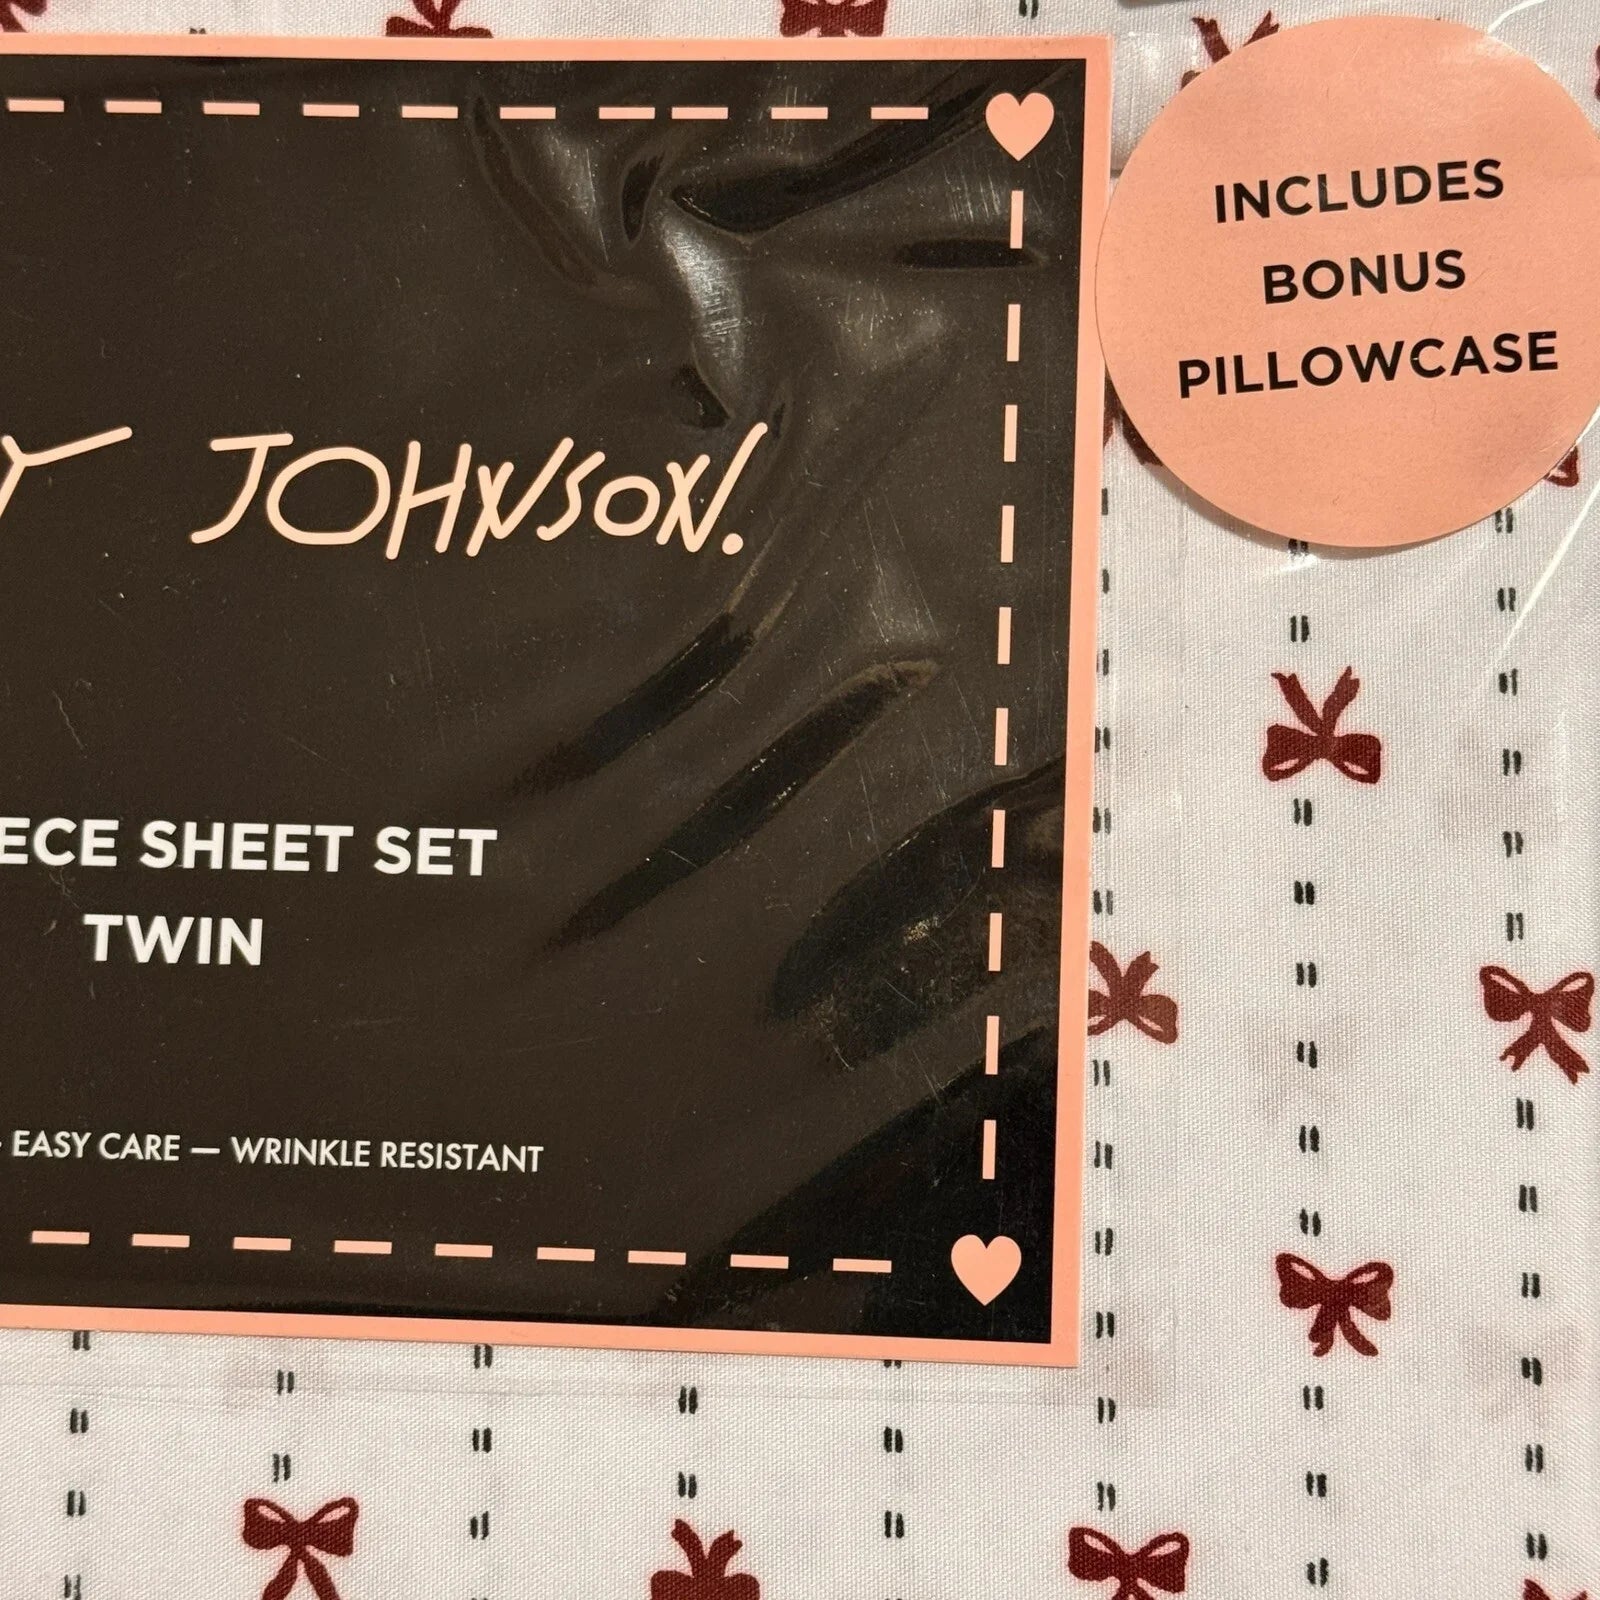 Y JOHNSON.
INCLUDES
BONUS
PILLOWCASE
ECE SHEET SET
TWIN
EASY CARE — WRINKLE RESISTANT